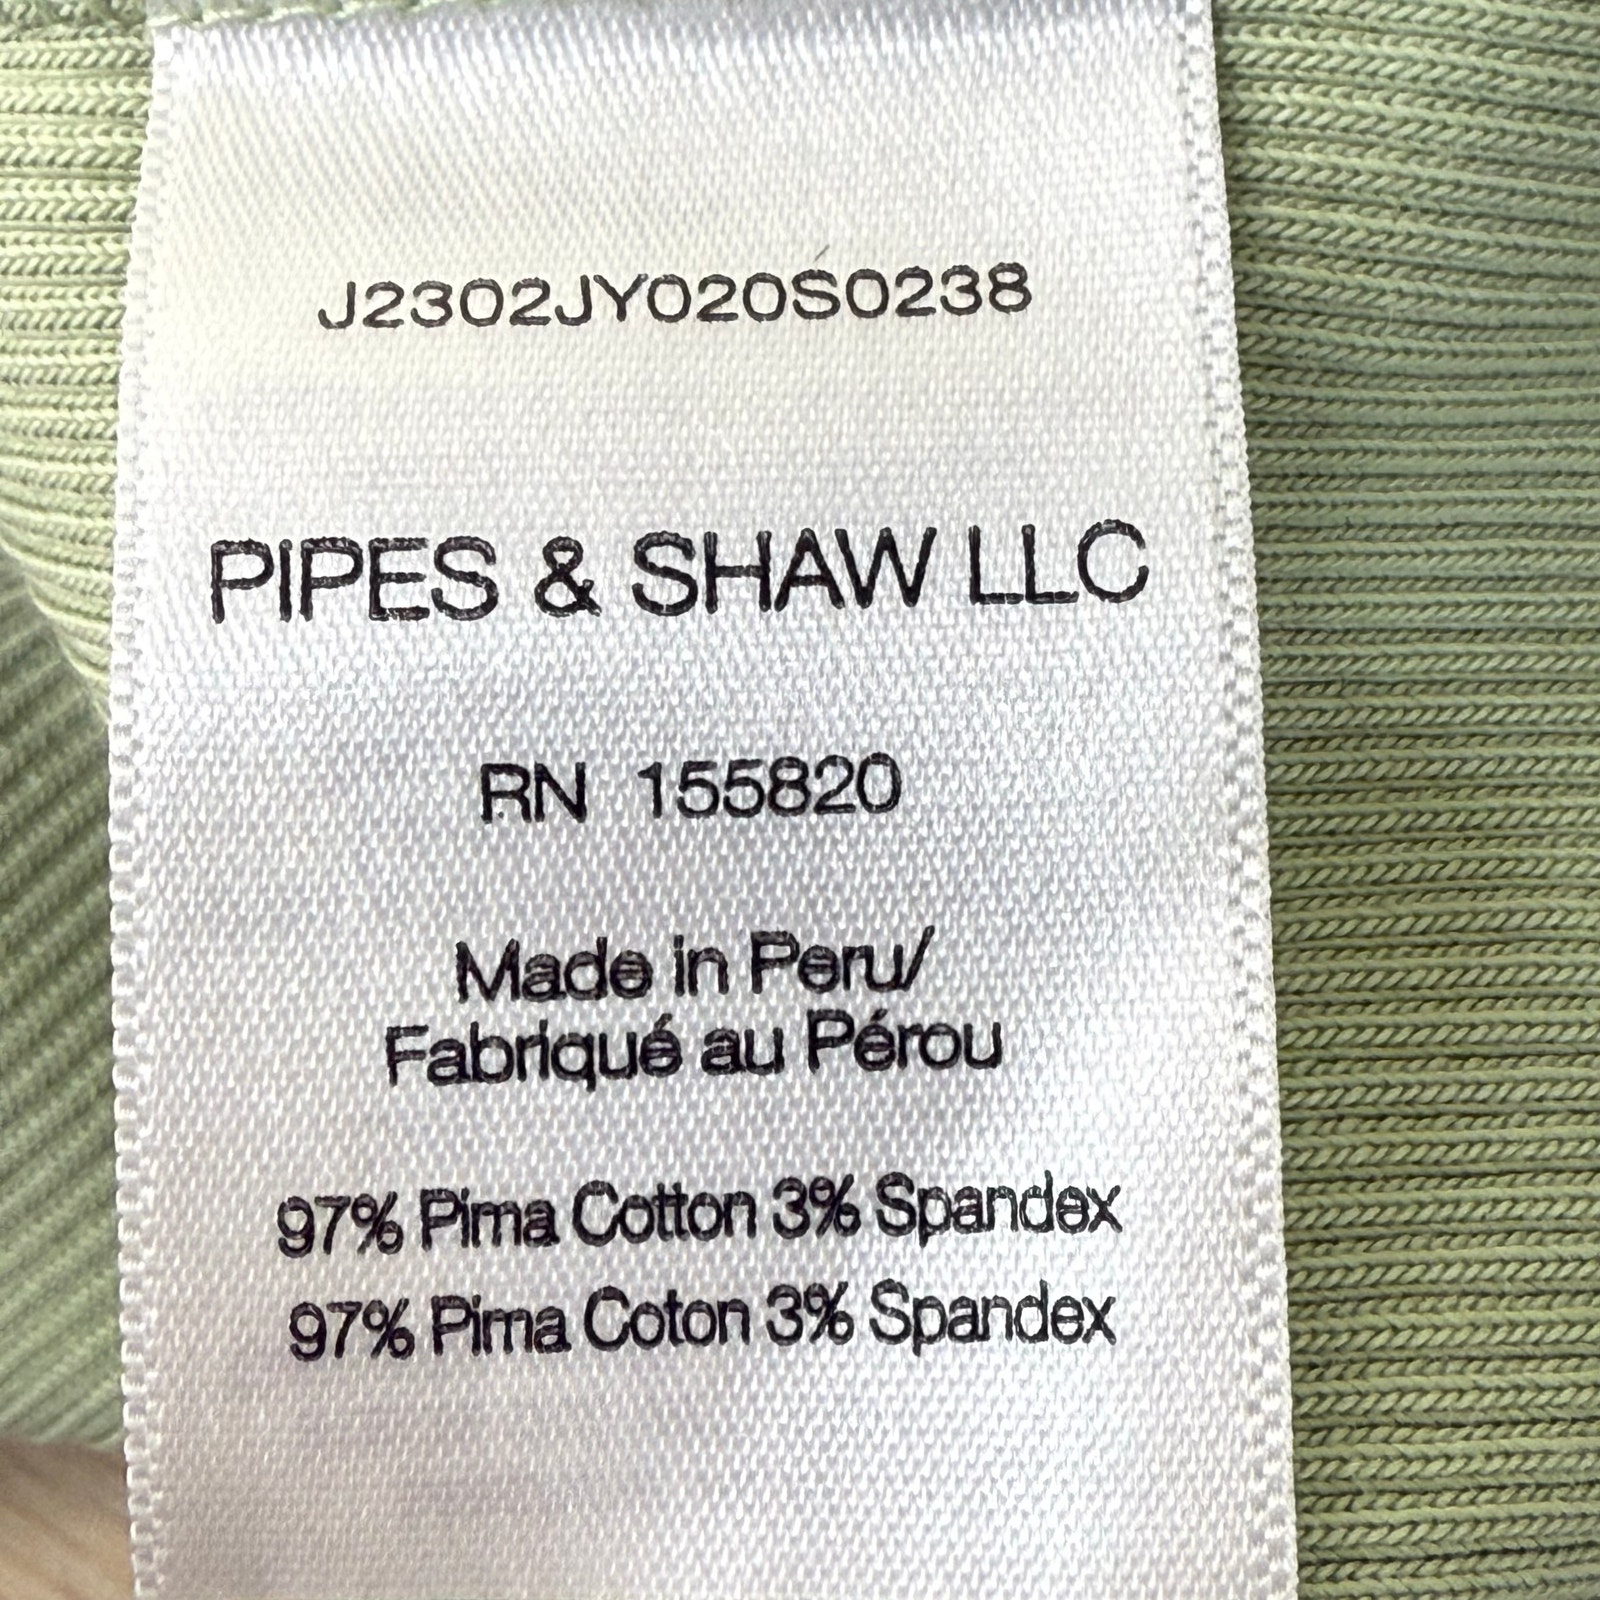 J2302JY020S0238
PIPES & SHAW LLC
RN 155820
Made in Peru/
Fabriqué au Pérou
97% Pima Cotton 3% Spandex
97% Pima Coton 3% Spandex